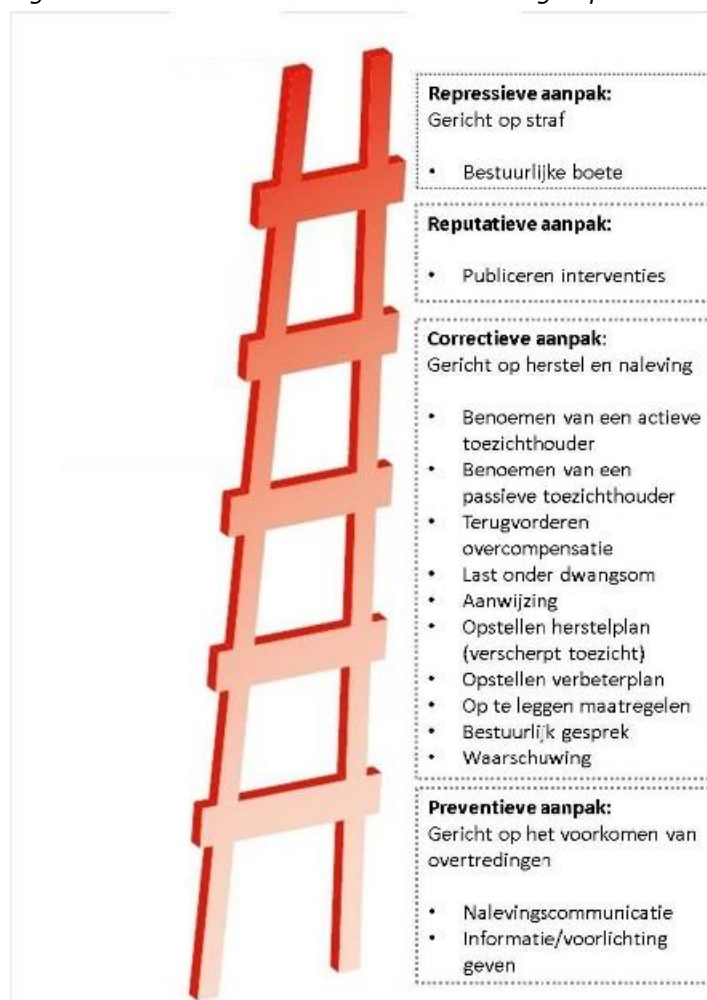 Repressieve aanpak:
Gericht op straf
• Bestuurlijke boete
Reputatieve aanpak:
• Publiceren interventies
Correctieve aanpak:
Gericht op herstel en naleving
• Benoemen van een actieve
toezichthouder
• Benoemen van een
passieve toezichthouder
• Terugvorderen
overcompensatie
• Last onder dwangsom
• Aanwijzing
• Opstellen herstelplan
(verscherpt toezicht)
• Opstellen verbeterplan
• Op te leggen maatregelen
• Bestuurlijk gesprek
• Waarschuwing
Preventieve aanpak:
Gericht op het voorkomen van
overtredingen
• Nalevingscommunicatie
• Informatie/voorlichting
geven